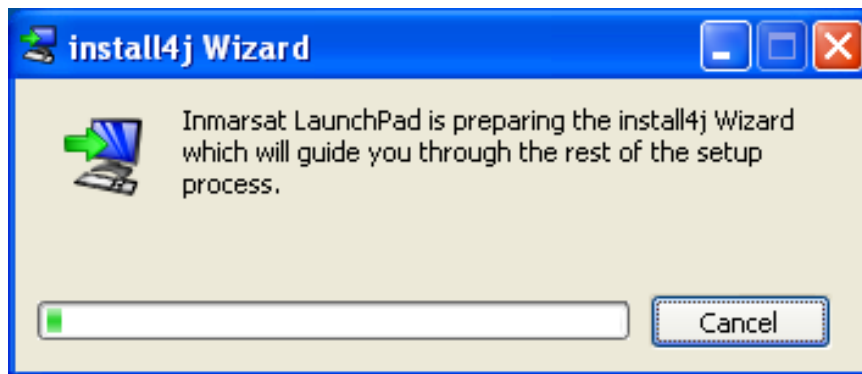 install4j Wizard
Inmarsat LaunchPad is preparing the install4j Wizard
which will guide you through the rest of the setup
process.
Cancel